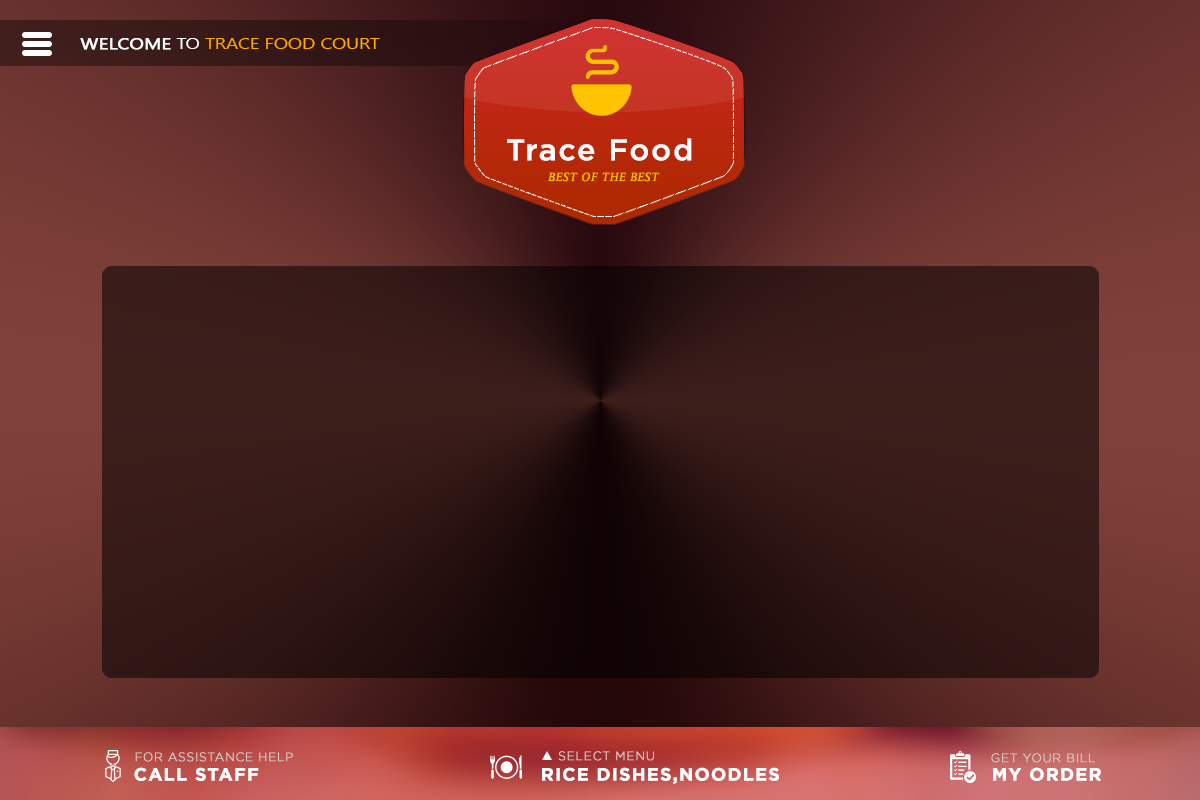 WELCOME TO TRACE FOOD COURT
Trace Food
BEST OF THE BEST
FOR ASSISTANCE HELP
CALL STAFF
▲ SELECT MENU
RICE DISHES,NOODLES
GET YOUR BILL
MY ORDER